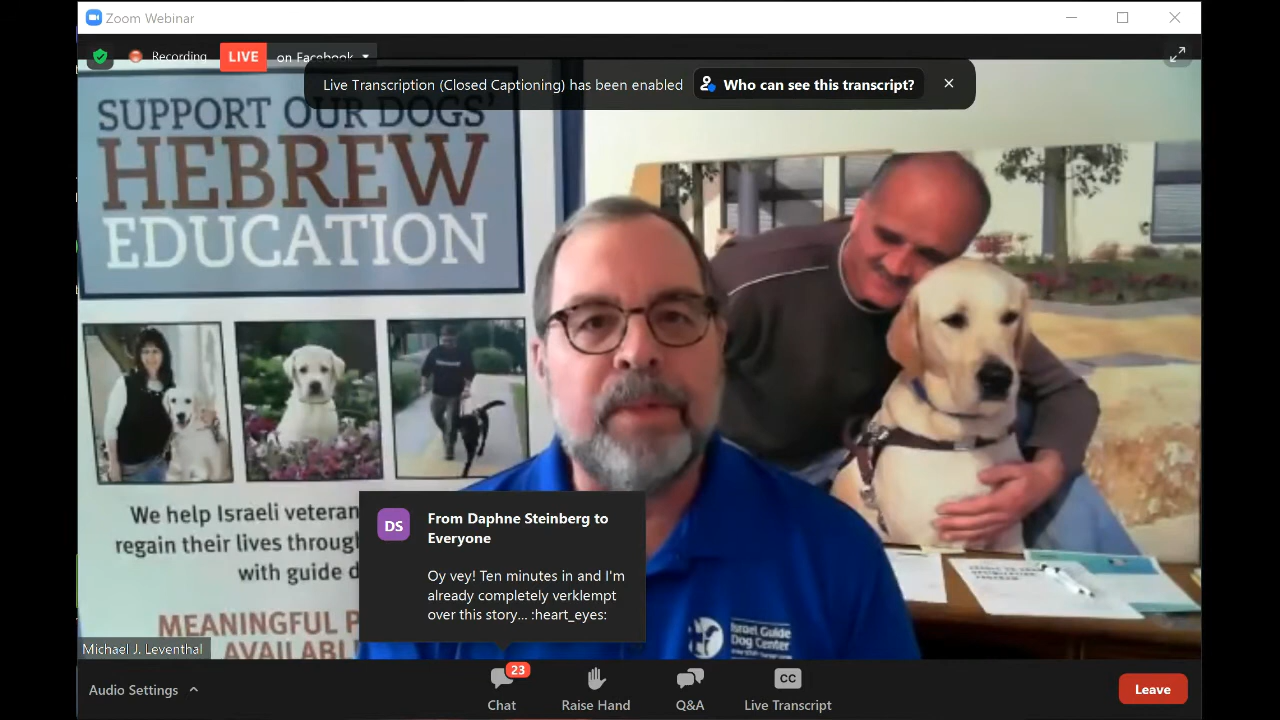 Zoom Webinar
Recording
LIVE
on Facebook
Live Transcription (Closed Captioning) has been enabled
Who can see this transcript?
SUPPORT OUR DOGS'
HEBREW
EDUCATION
We help Israeli veteran
regain their lives through
with guide d
MEANINGFUL P
AVAILABL
DS
From Daphne Steinberg to
Everyone
Oy vey! Ten minutes in and I'm
already completely verklempt
over this story... :heart_eyes:
Israel Guide
Dog Center
Michael J. Leventhal
Audio Settings
23
Chat
Raise Hand
Q&A
CC
Live Transcript
Leave